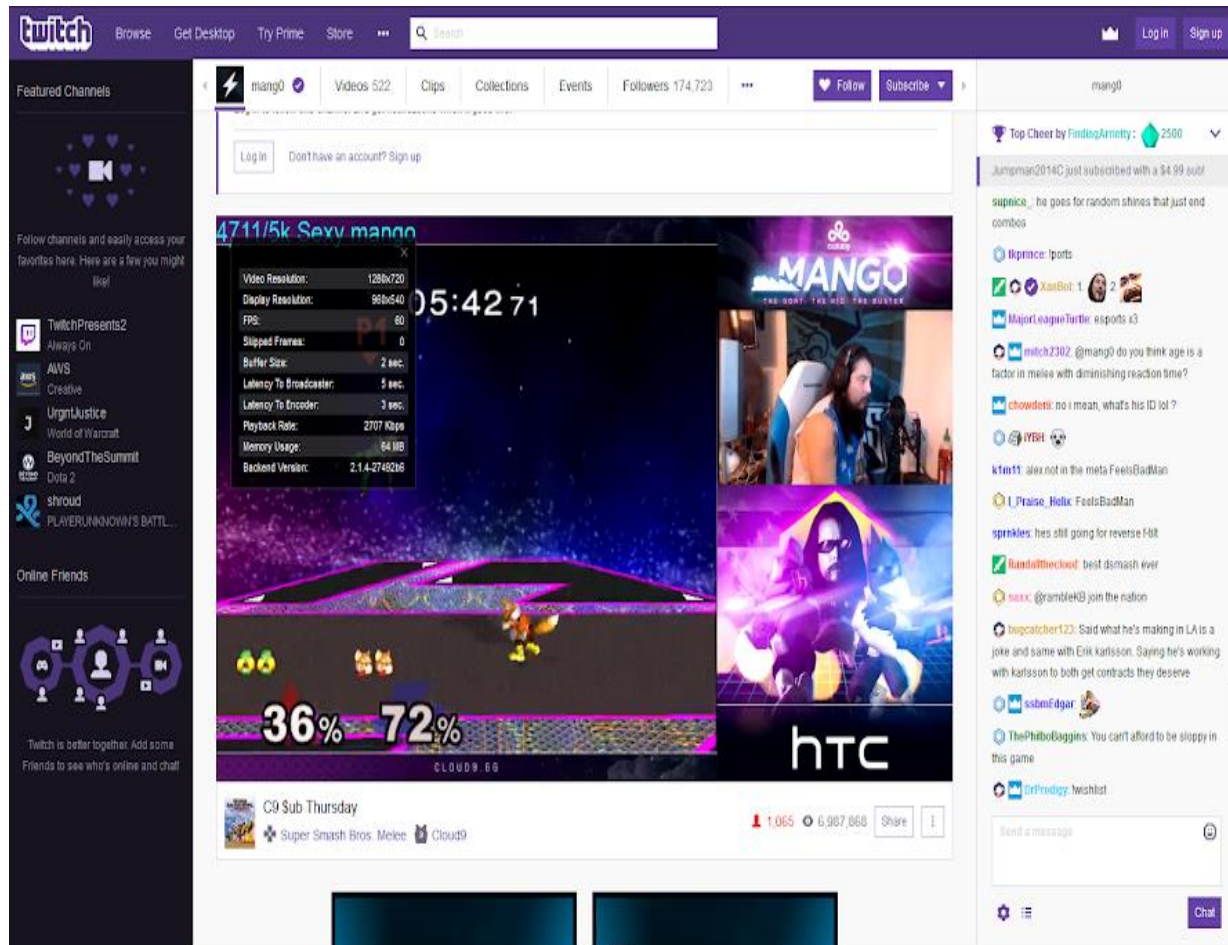 twitch Browse Get Desktop Try Prime Store ••• Search Log in Sign up
Featured Channels
Follow channels and easily access your
favorites here. Here are a few you might
like!
TwitchPresents2
Always On
aws AWS
Creative
J UrgntJustice
World of Warcraft
BeyondTheSummit
Dota 2
shroud
PLAYERUNKNOWN'S BATTL...
Online Friends
Twitch is better together. Add some
Friends to see who's online and chat!
mang0 Videos 522 Clips Collections Events Followers 174,723 ••• Follow Subscribe
Log in Don't have an account? Sign up
4711/5k Sexy mango
Video Resolution: 1280x720
Display Resolution: 960x540
FPS: 60
Skipped Frames: 0
Buffer Size: 2 sec.
Latency To Broadcaster: 5 sec.
Latency To Encoder: 3 sec.
Playback Rate: 2707 Kbps
Memory Usage: 64 MB
Backend Version: 2.1.4-27492b6
05:42 71
P1
36% 72%
CLOUD9.GG
MANGO
THE GOAT. THE KID. THE BUSTER
hTC
C9 Sub Thursday
Super Smash Bros. Melee Cloud9
1,065 6,987,868 Share
mang0
Top Cheer by FindingArnetty: 2500
Jumpman2014C just subscribed with a $4.99 sub!
supnice_: he goes for random shines that just end
combos
tkprince: !ports
XanBot: 1. 2.
MajorLeagueTurtle: esports x3
mitch2302: @mang0 do you think age is a
factor in melee with diminishing reaction time?
chowderii: no i mean, what's his ID lol ?
iYBH:
k1m11: alex not in the meta FeelsBadMan
I_Praise_Helix: FeelsBadMan
sprnkles: hes still going for reverse f-tilt
Randallthecloud: best dsmash ever
@rambleKB join the nation
bugcatcher123: Said what he's making in LA is a
joke and same with Erik karlsson. Saying he's working
with karlsson to both get contracts they deserve
ssbmEdgar:
ThePhilboBaggins: You can't afford to be sloppy in
this game
DrProdigy: !wishlist
Send a message
Chat